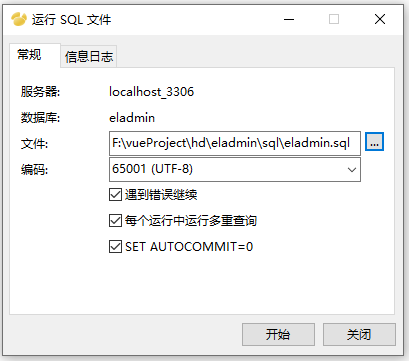 运行 SQL 文件
常规 信息日志
服务器: localhost_3306
数据库: eladmin
文件: F:\vueProject\hd\eladmin\sql\eladmin.sql ...
编码: 65001 (UTF-8)
遇到错误继续
每个运行中运行多重查询
SET AUTOCOMMIT=0
开始 关闭